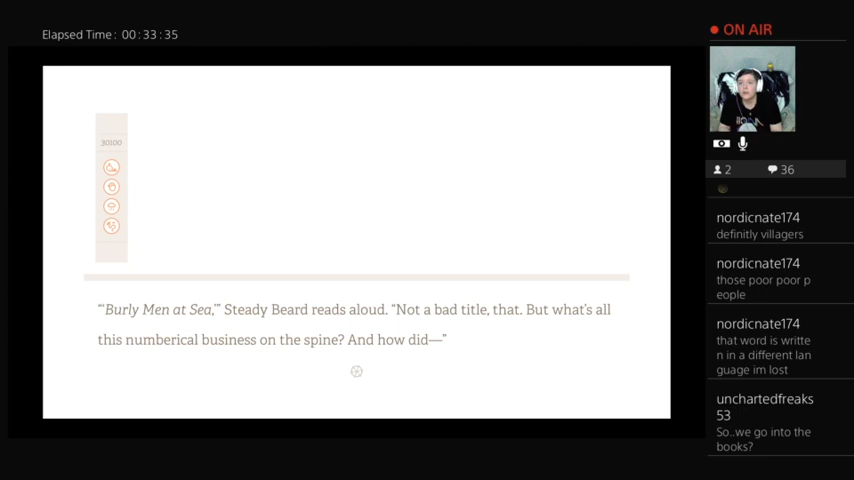 Elapsed Time: 00:33:35
ON AIR
30100
2
36
nordicnate174
definitly villagers
nordicnate174
those poor poor p
eople
nordicnate174
that word is writte
n in a different lan
guage im lost
unchartedfreaks
53
So..we go into the
books?
“‘Burly Men at Sea,’” Steady Beard reads aloud. “Not a bad title, that. But what’s all
this numberical business on the spine? And how did—”